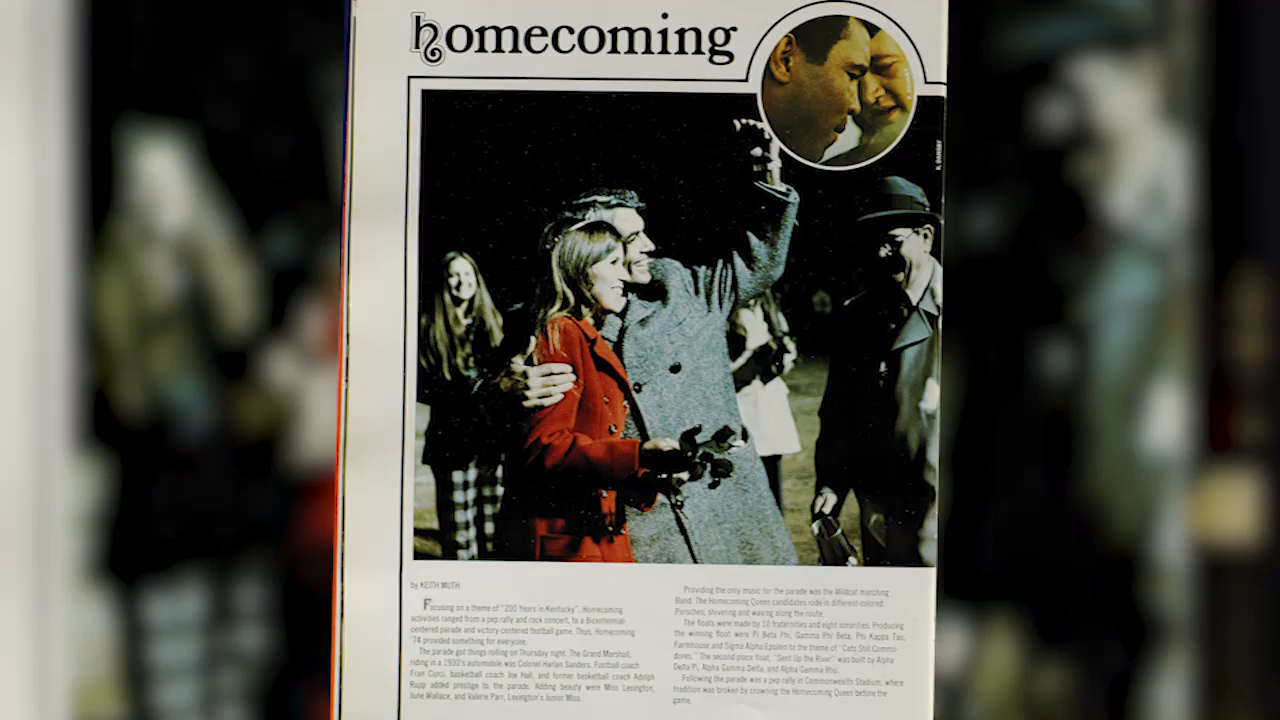 homecoming
R. DANSBY
by KEITH MUTH
Focusing on a theme of "200 Years in Kentucky", Homecoming
activities ranged from a pep rally and rock concert, to a Bicentennial-
centered parade and victory-centered football game. Thus, Homecoming
'74 provided something for everyone.
The parade got things rolling on Thursday night: The Grand Marshall,
riding in a 1930's automobile was Colonel Harlan Sanders. Football coach
Fran Curci, basketball coach Joe Hall, and former basketball coach Adolph
Rupp added prestige to the parade. Adding beauty were Miss Lexington,
June Wallace, and Valerie Parr, Lexington's Junior Miss.
Providing the only music for the parade was the Wildcat marching
Band. The Homecoming Queen candidates rode in different-colored
Porsches, shivering and waving along the route.
The floats were made by 10 fraternities and eight sororities. Producing
the winning float were Pi Beta Phi, Gamma Phi Beta, Phi Kappa Tau,
Farmhouse and Sigma Alpha Epsilon to the theme of "Cats Still Commo-
dores." The second place float, "Sent Up the River" was built by Alpha
Delta Pi, Alpha Gamma Delta, and Alpha Gamma Rho.
Following the parade was a pep rally in Commonwealth Stadium, where
tradition was broken by crowning the Homecoming Queen before the
game.